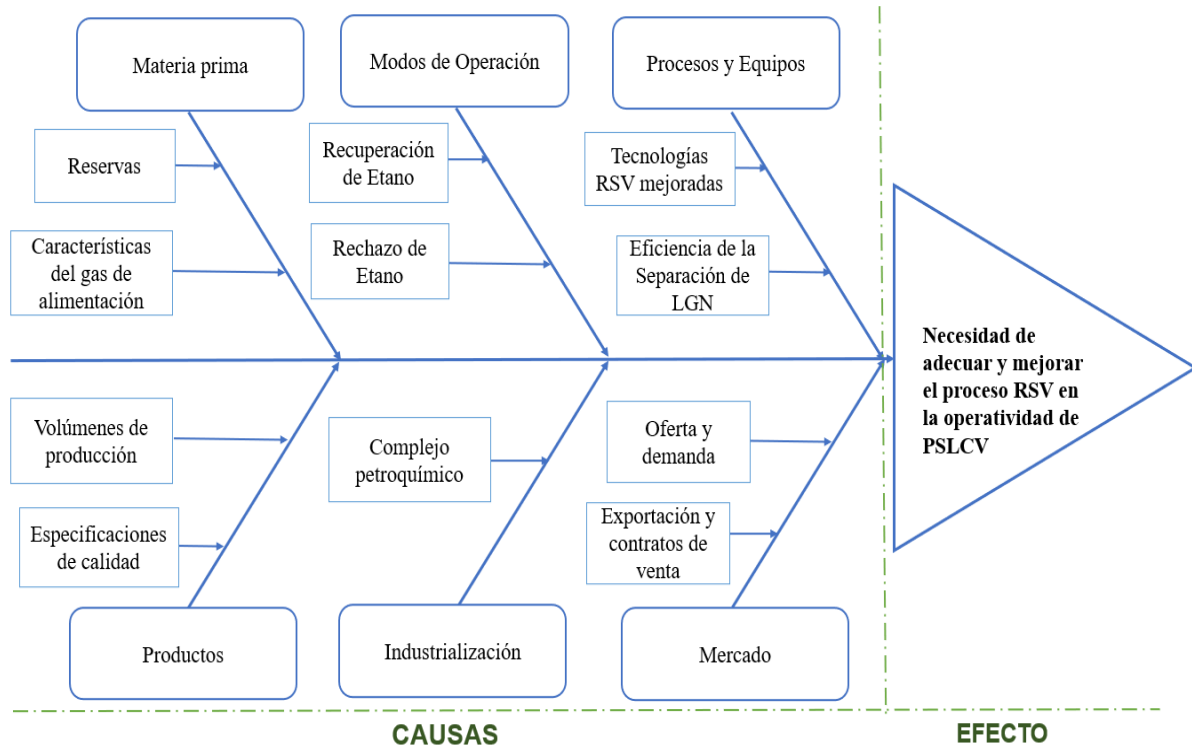 Materia prima
Modos de Operación
Procesos y Equipos
Reservas
Recuperación
de Etano
Tecnologías
RSV mejoradas
Características
del gas de
alimentación
Rechazo de
Etano
Eficiencia de la
Separación de
LGN
Necesidad de
adecuar y mejorar
el proceso RSV en
la operatividad de
PSLCV
Volúmenes de
producción
Complejo
petroquímico
Oferta y
demanda
Especificaciones
de calidad
Exportación y
contratos de
venta
Productos
Industrialización
Mercado
CAUSAS
EFECTO